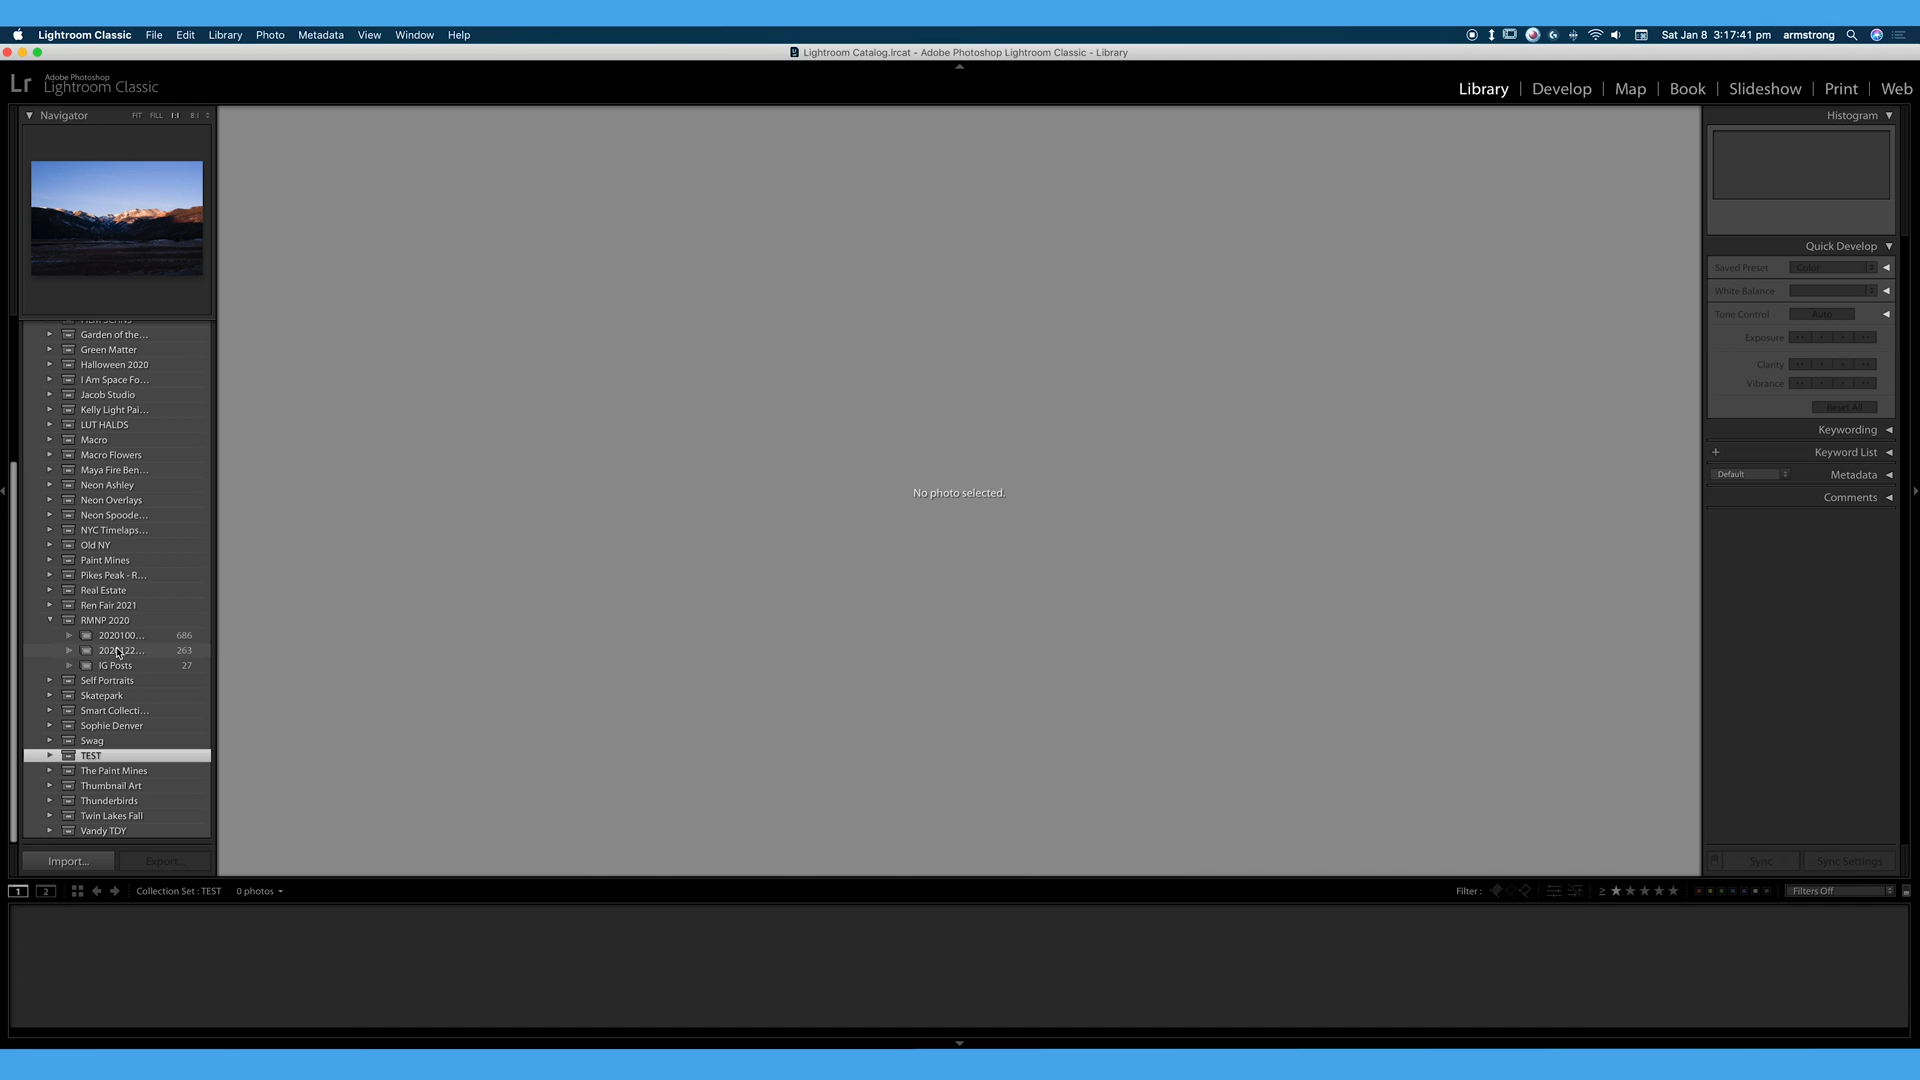 Lightroom Classic File Edit Library Photo Metadata View Window Help Sat Jan 8 3:17:41 pm armstrong
Lightroom Catalog.lrcat - Adobe Photoshop Lightroom Classic - Library
Lr Adobe Photoshop
Lightroom Classic
Library | Develop | Map | Book | Slideshow | Print | Web
Navigator FIT FILL 1:1 8:1
Histogram
Quick Develop
Saved Preset Color
White Balance
Tone Control Auto
Exposure
Clarity
Vibrance
Reset All
Keywording
Keyword List
Default Metadata
Comments
Garden of the...
Green Matter
Halloween 2020
I Am Space Fo...
Jacob Studio
Kelly Light Pai...
LUT HALDS
Macro
Macro Flowers
Maya Fire Ben...
Neon Ashley
Neon Overlays
Neon Spoode...
NYC Timelaps...
Old NY
Paint Mines
Pikes Peak - R...
Real Estate
Ren Fair 2021
RMNP 2020
2020100... 686
263
IG Posts 27
Self Portraits
Skatepark
Smart Collecti...
Sophie Denver
Swag
TEST
The Paint Mines
Thumbnail Art
Thunderbirds
Twin Lakes Fall
Vandy TDY
No photo selected.
Import... Export...
Sync Sync Settings
1 2 Collection Set : TEST 0 photos
Filter : ≥ ★★★★★ Filters Off